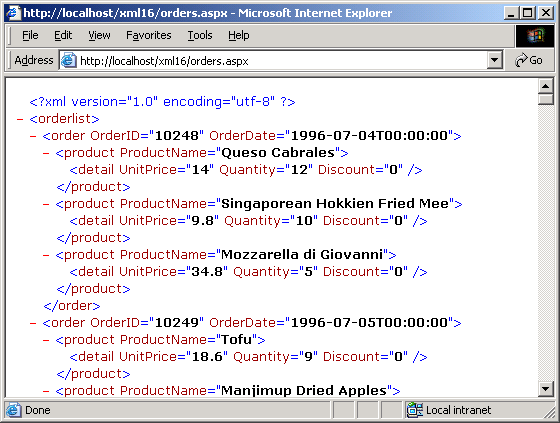 http://localhost/xml16/orders.aspx - Microsoft Internet Explorer
File Edit View Favorites Tools Help
Address http://localhost/xml16/orders.aspx Go
<?xml version="1.0" encoding="utf-8" ?>
- <orderlist>
- <order OrderID="10248" OrderDate="1996-07-04T00:00:00">
- <product ProductName="Queso Cabrales">
<detail UnitPrice="14" Quantity="12" Discount="0" />
</product>
- <product ProductName="Singaporean Hokkien Fried Mee">
<detail UnitPrice="9.8" Quantity="10" Discount="0" />
</product>
- <product ProductName="Mozzarella di Giovanni">
<detail UnitPrice="34.8" Quantity="5" Discount="0" />
</product>
</order>
- <order OrderID="10249" OrderDate="1996-07-05T00:00:00">
- <product ProductName="Tofu">
<detail UnitPrice="18.6" Quantity="9" Discount="0" />
</product>
- <product ProductName="Manjimup Dried Apples">
Done Local intranet